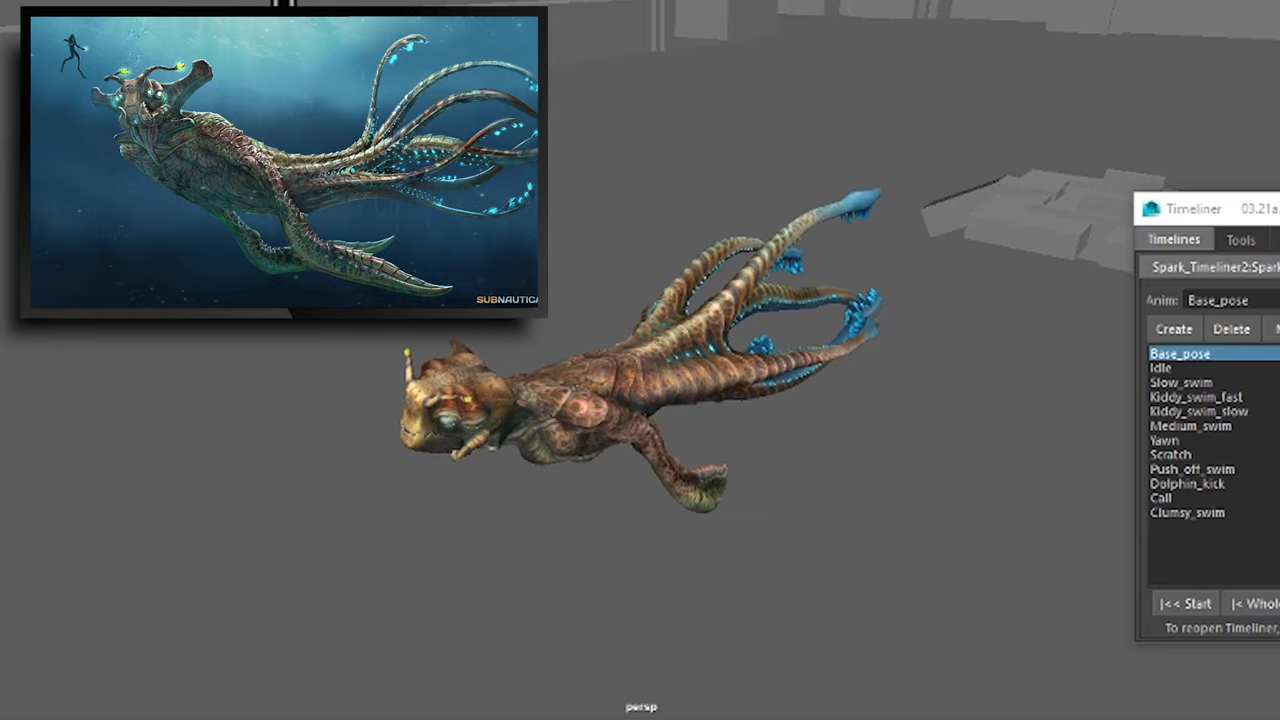 SUBNAUTICA
Timeliner 03.21a.
Timelines Tools
Spark_Timeliner2:Spark
Anim: Base_pose
Create Delete
Base_pose
Idle
Slow_swim
Kiddy_swim_fast
Kiddy_swim_slow
Medium_swim
Yawn
Scratch
Push_off_swim
Dolphin_kick
Call
Clumsy_swim
|<< Start |< Whol
To reopen Timeliner,
persp